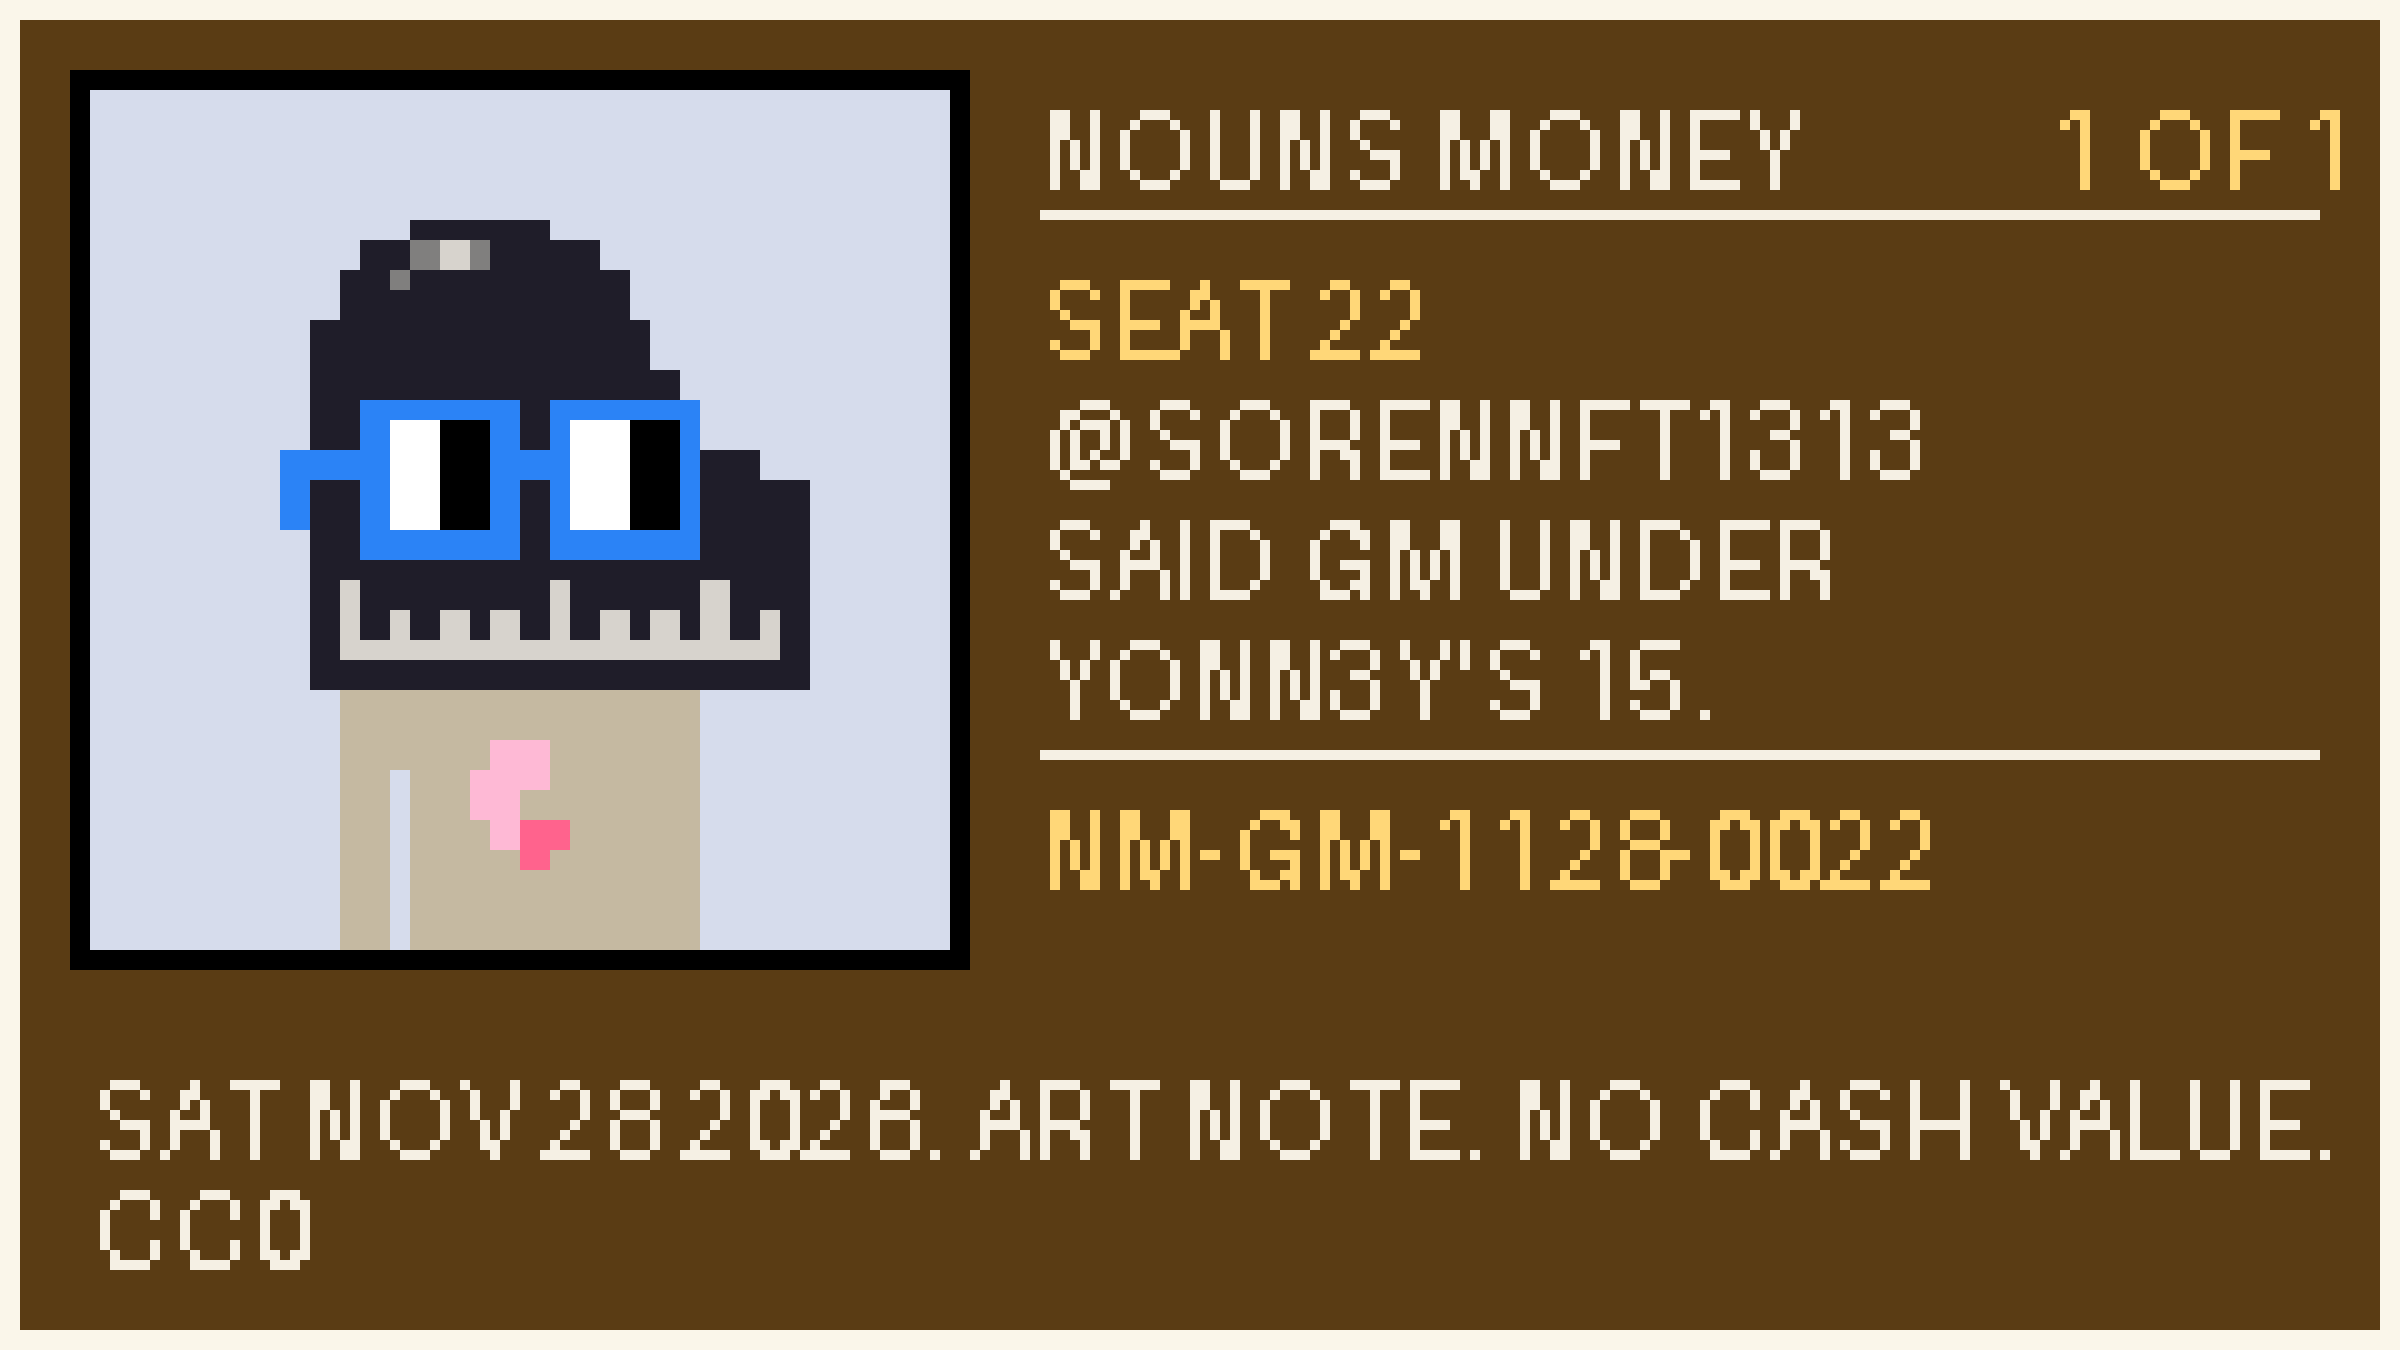 NOUNS MONEY 1 OF 1
SEAT 22
@SORENNFT1313
SAID GM UNDER
YONN3Y'S 15.
NM-GM-1128-0022
SAT NOV 28 2026. ART NOTE. NO CASH VALUE.
CC0